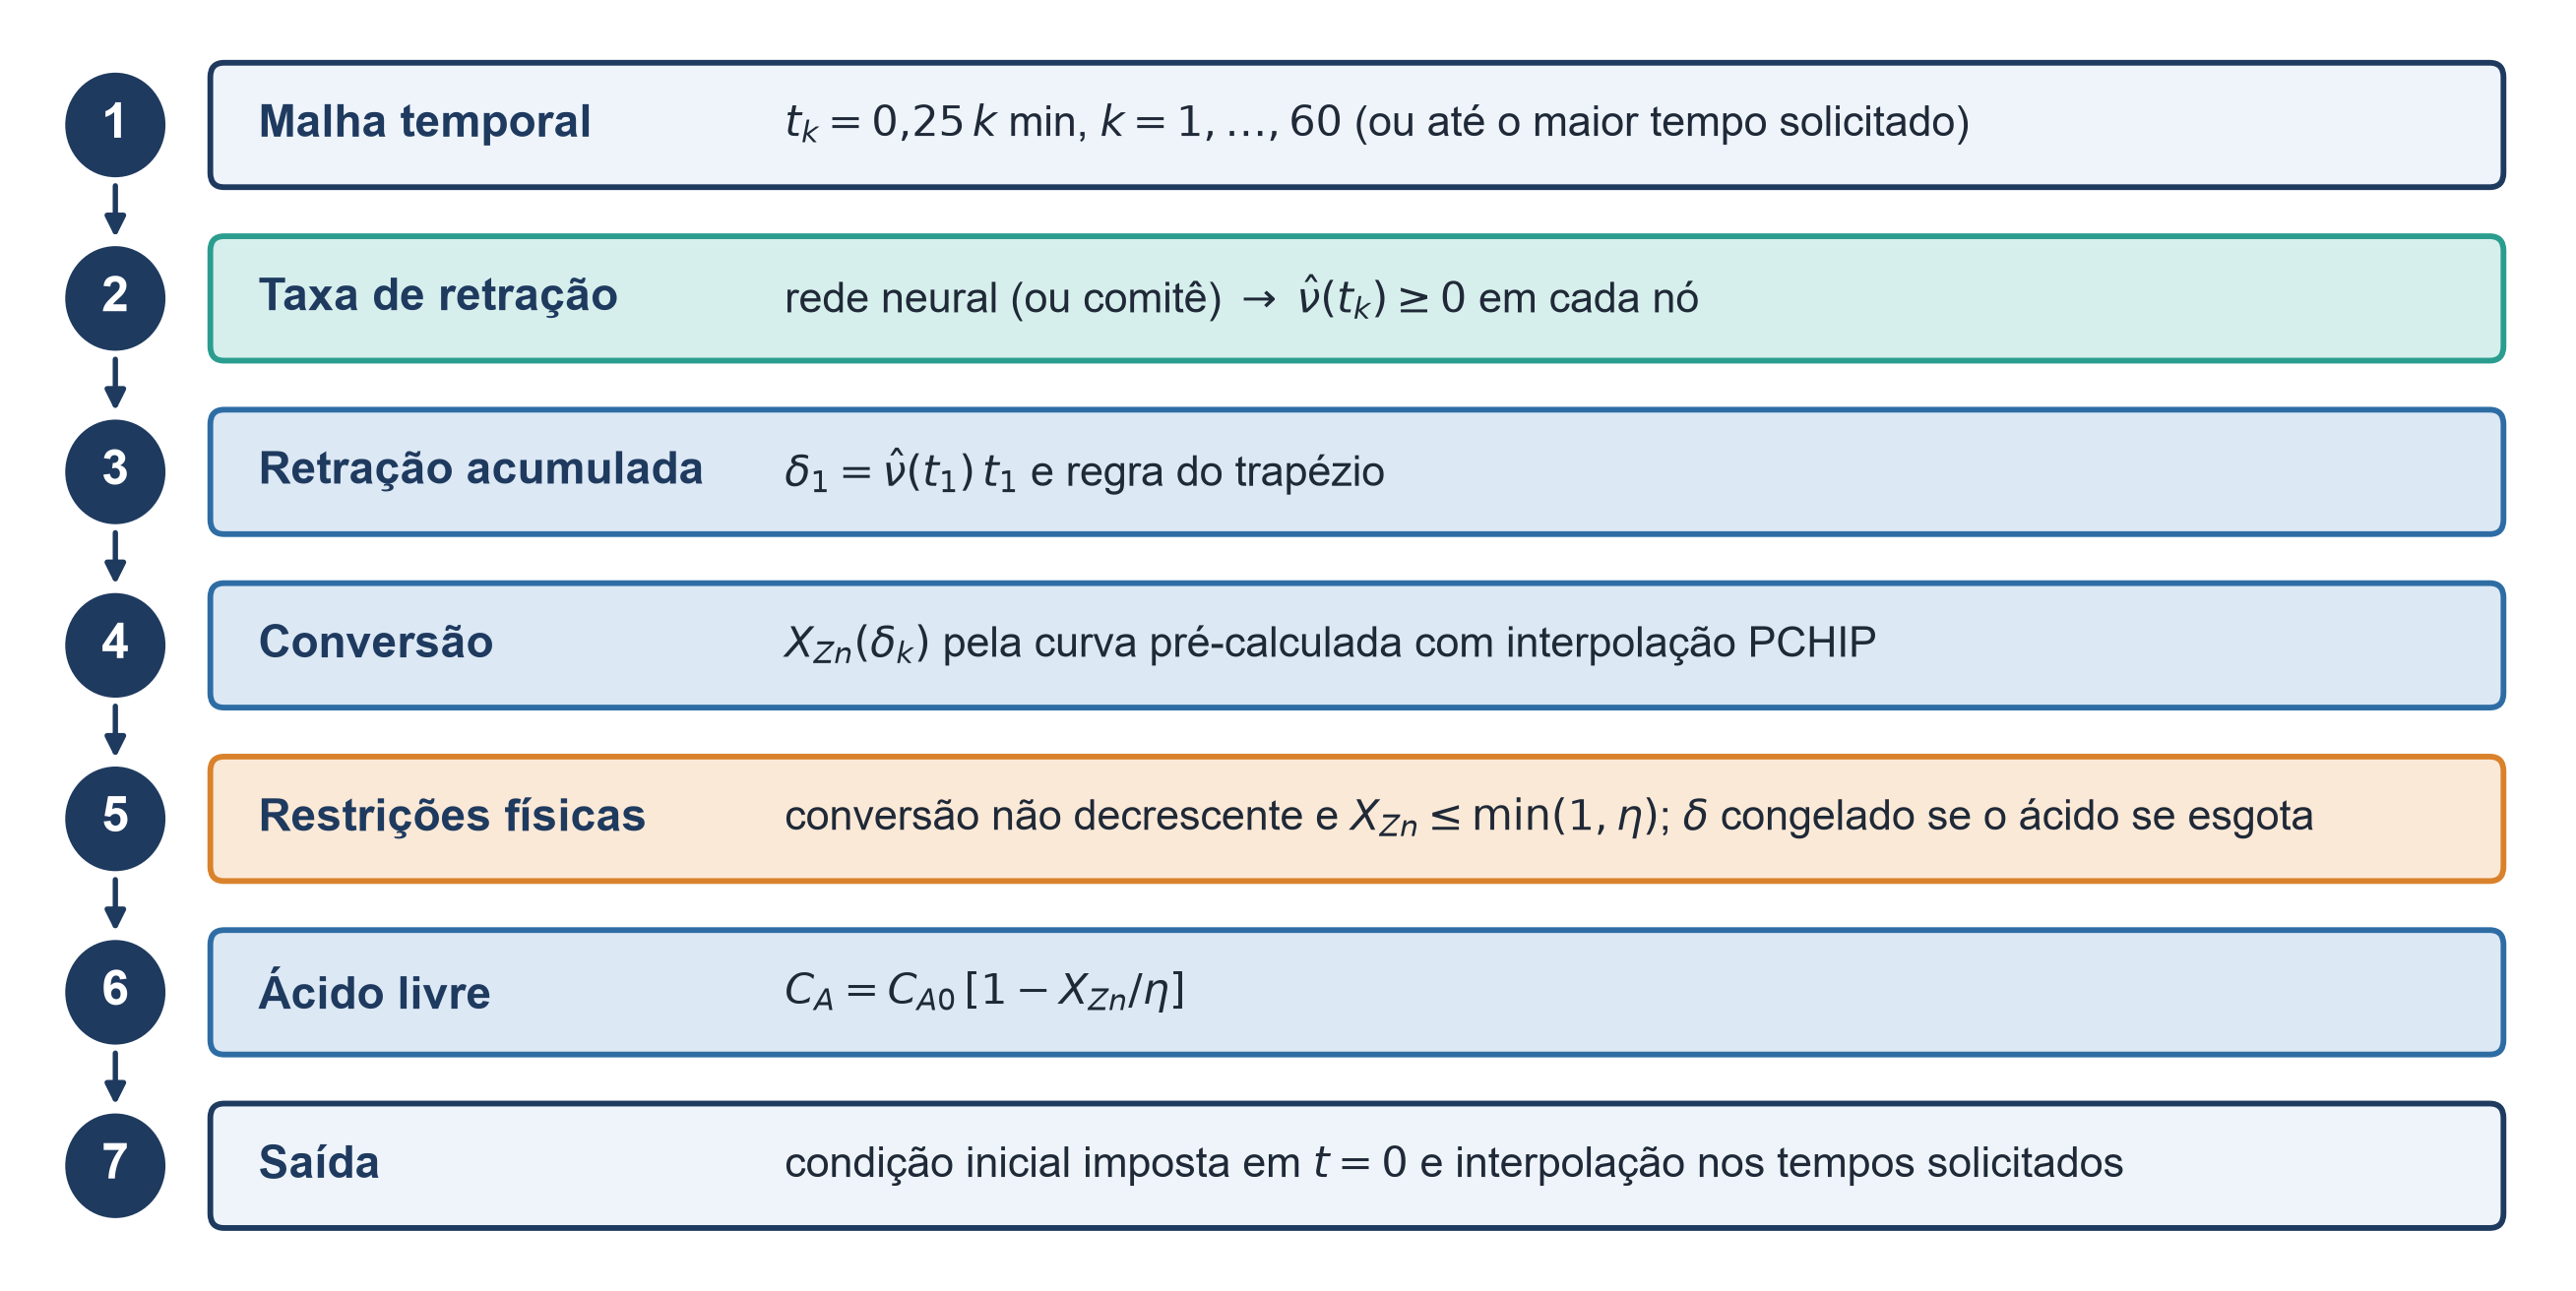 1 Malha temporal t_k = 0,25 k min, k = 1, ..., 60 (ou até o maior tempo solicitado)
2 Taxa de retração rede neural (ou comitê) → ν̂(t_k) ≥ 0 em cada nó
3 Retração acumulada δ_1 = ν̂(t_1) t_1 e regra do trapézio
4 Conversão X_Zn(δ_k) pela curva pré-calculada com interpolação PCHIP
5 Restrições físicas conversão não decrescente e X_Zn ≤ min(1, η); δ congelado se o ácido se esgota
6 Ácido livre C_A = C_A0 [1 − X_Zn/η]
7 Saída condição inicial imposta em t = 0 e interpolação nos tempos solicitados